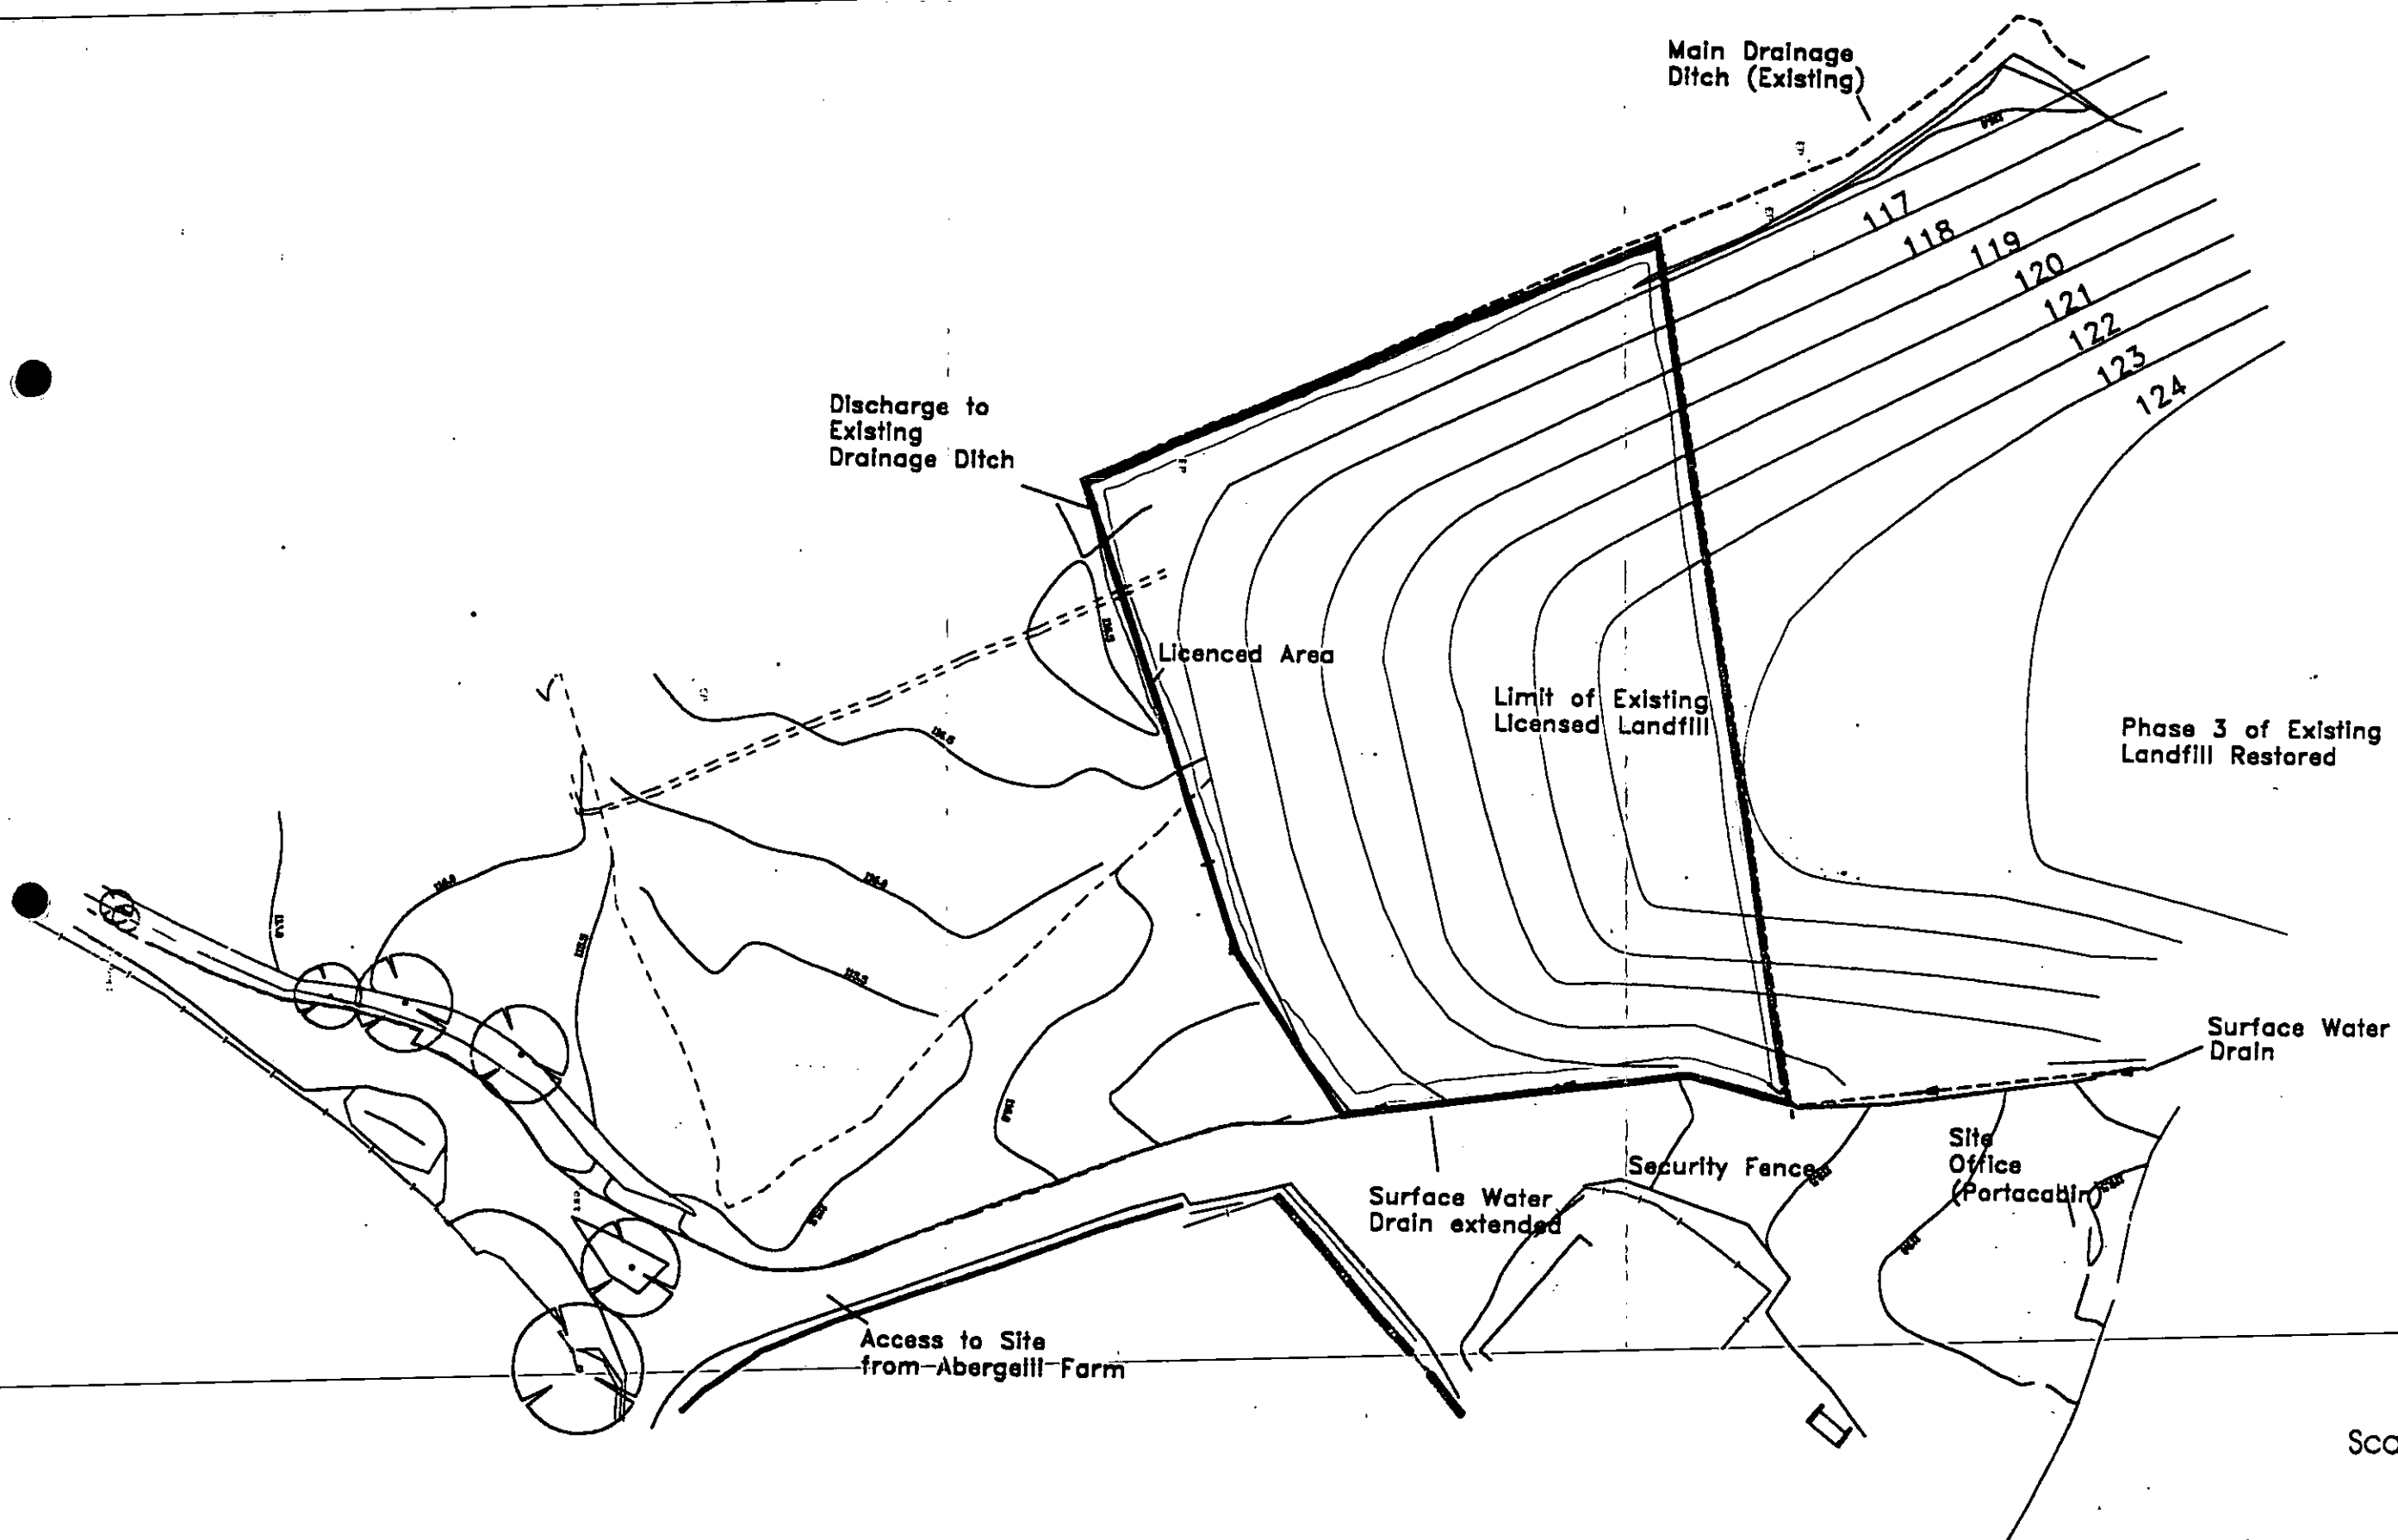 Main Drainage
Ditch (Existing)
117
118
119
120
121
122
123
124
Discharge to
Existing
Drainage Ditch
Licenced Area
Limit of Existing
Licensed Landfill
Phase 3 of Existing
Landfill Restored
Surface Water
Drain
Site
Office
(Portacabin)
Security Fence
Surface Water
Drain extended
Access to Site
from Abergelli Farm